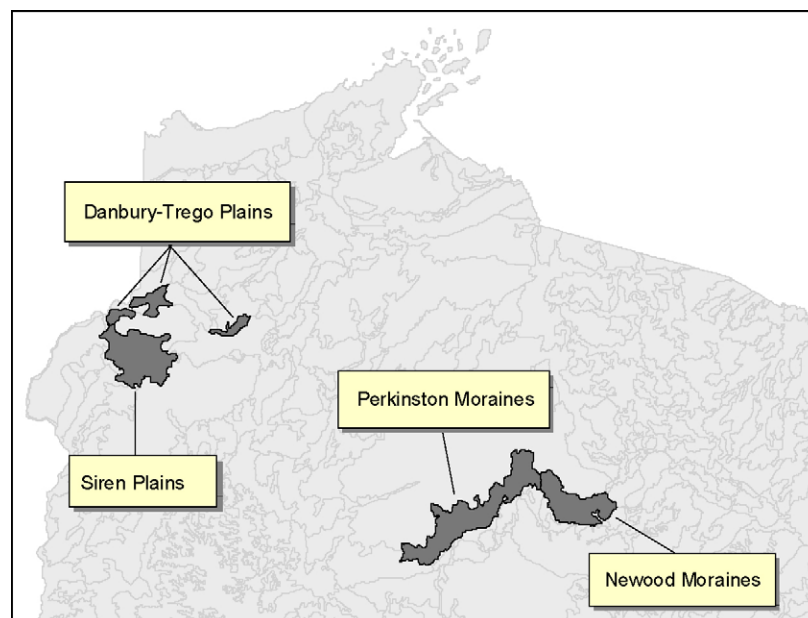 Danbury-Trego Plains
Perkinston Moraines
Siren Plains
Newood Moraines